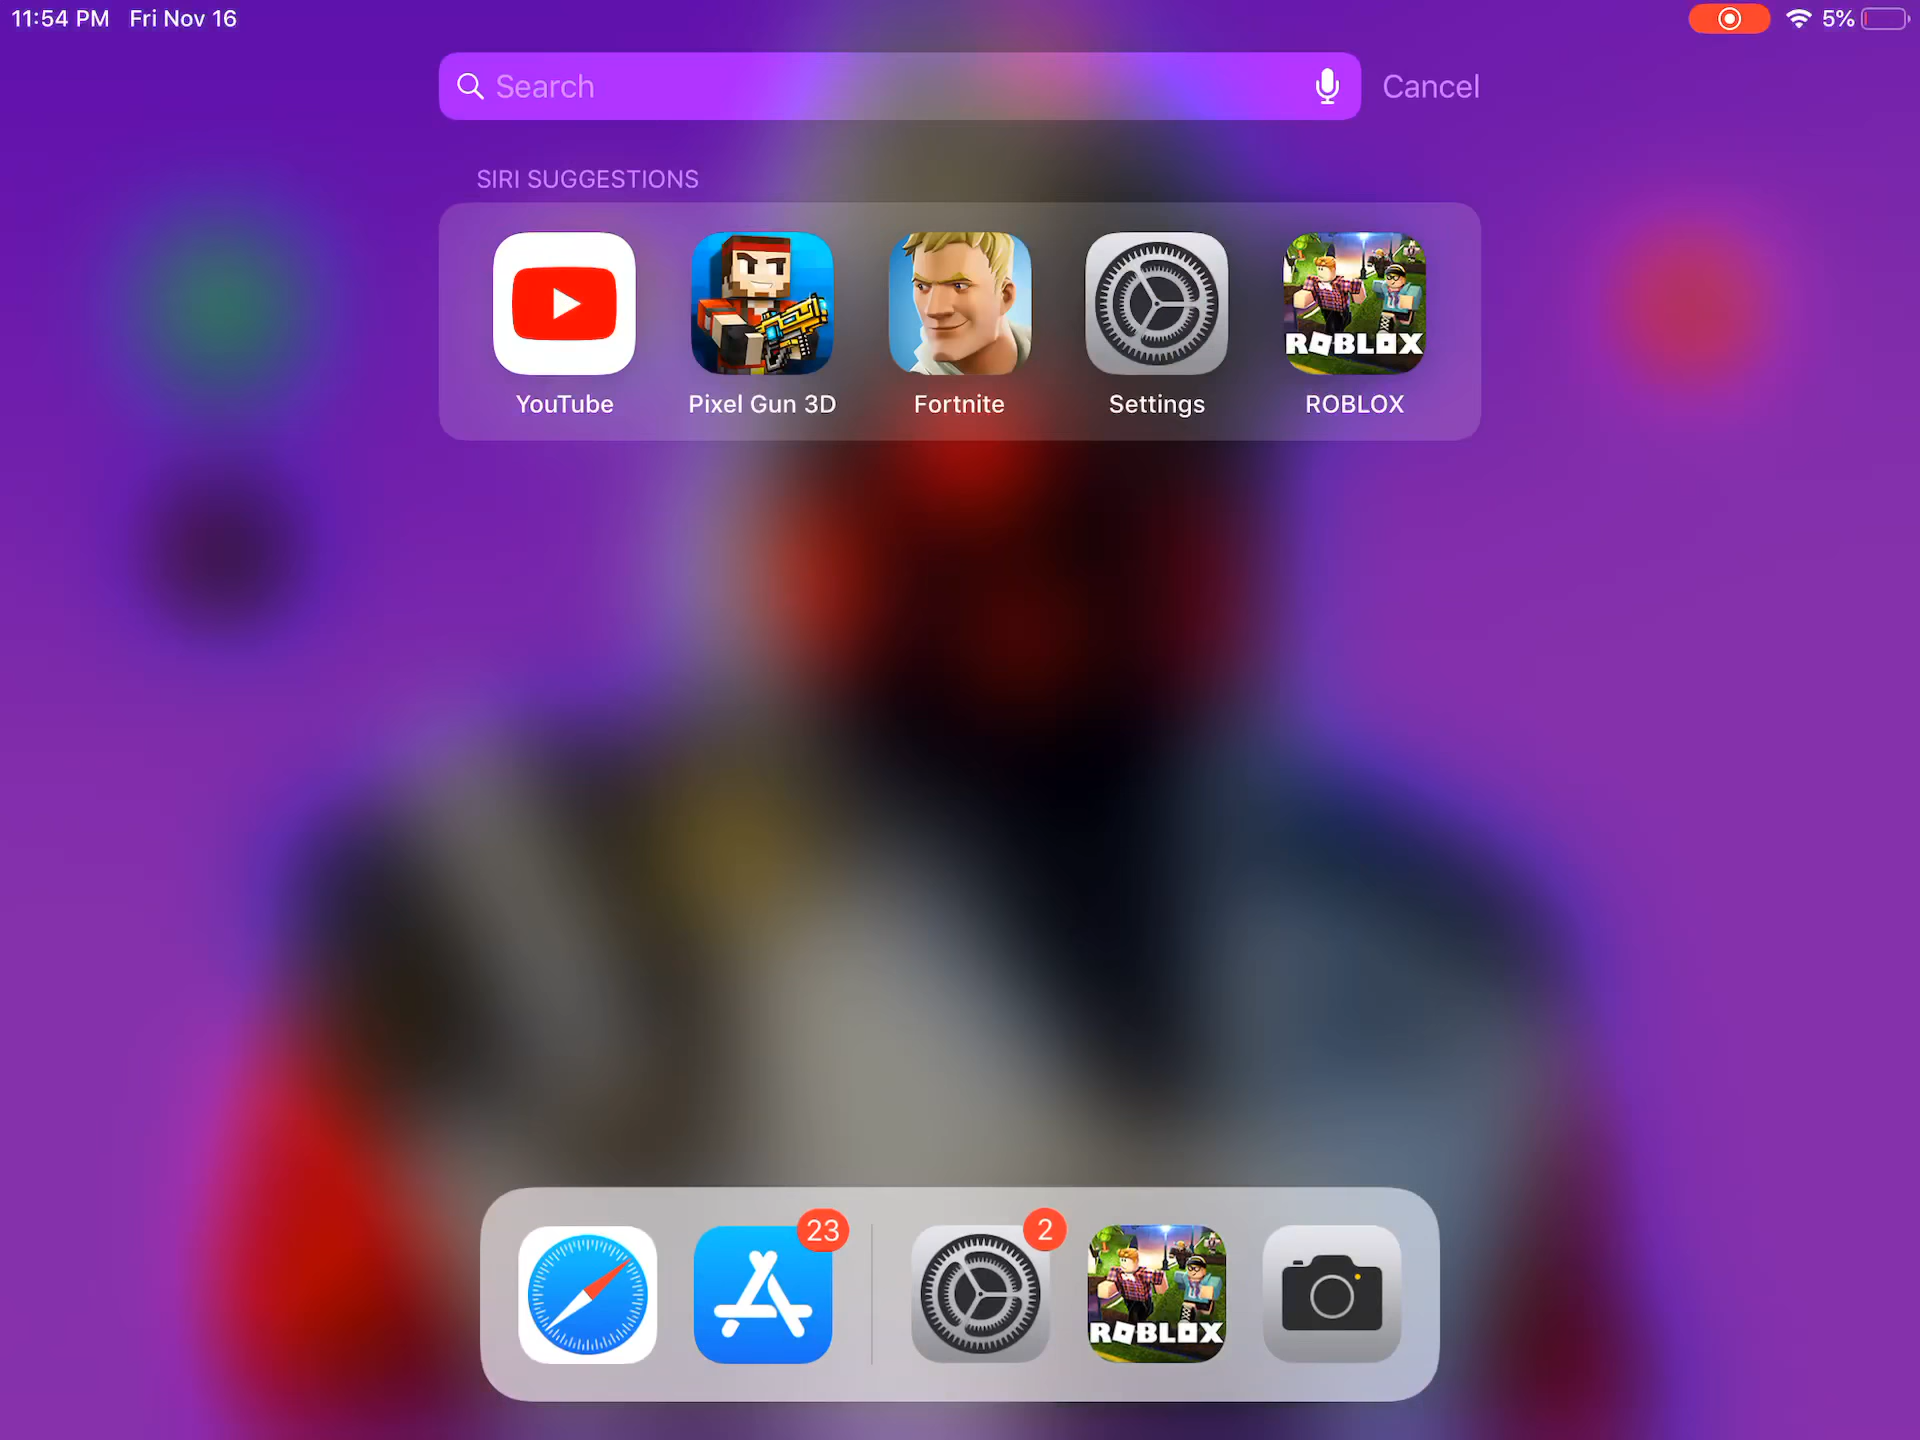 11:54 PM Fri Nov 16 5%
Search Cancel
SIRI SUGGESTIONS
ROBLOX
YouTube Pixel Gun 3D Fortnite Settings ROBLOX
23 2
ROBLOX